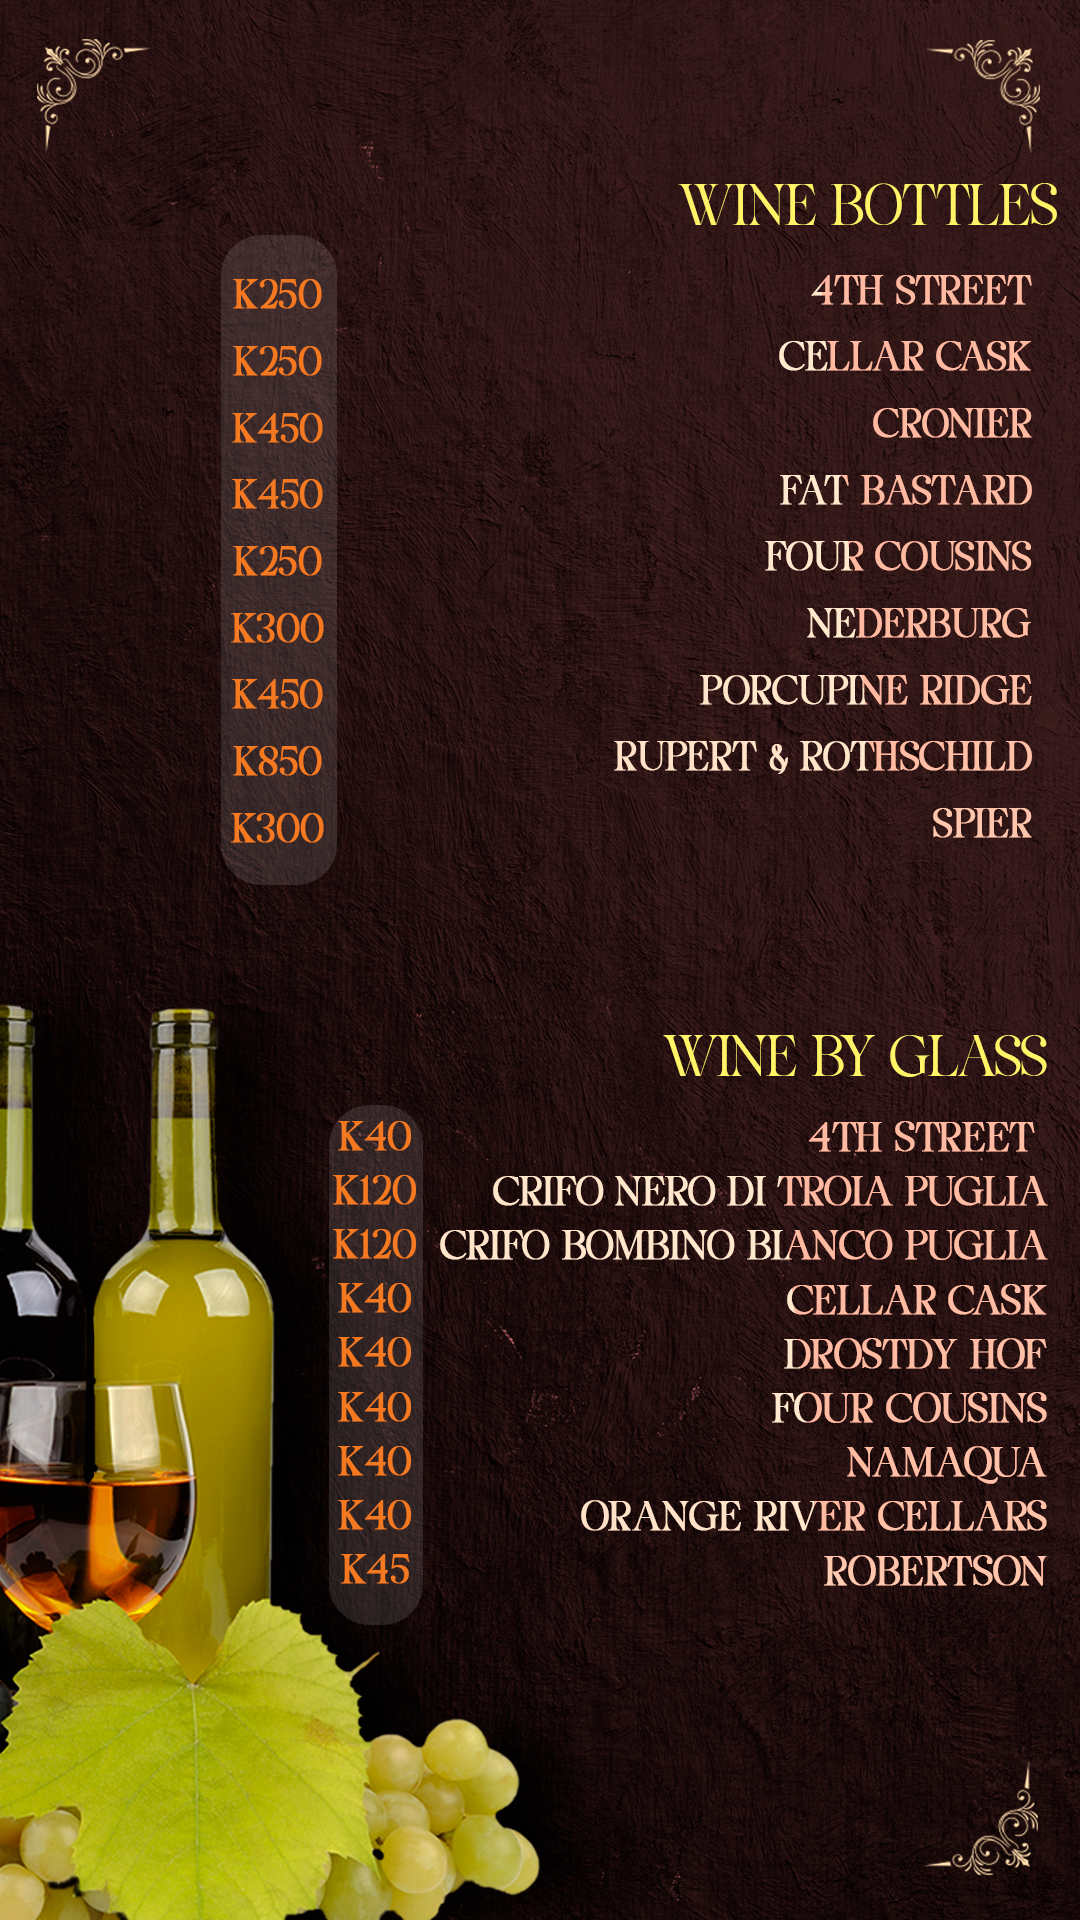 WINE BOTTLES
K250 4TH STREET
K250 CELLAR CASK
K450 CRONIER
K450 FAT BASTARD
K250 FOUR COUSINS
K300 NEDERBURG
K450 PORCUPINE RIDGE
K850 RUPERT & ROTHSCHILD
K300 SPIER
WINE BY GLASS
K40 4TH STREET
K120 CRIFO NERO DI TROIA PUGLIA
K120 CRIFO BOMBINO BIANCO PUGLIA
K40 CELLAR CASK
K40 DROSTDY HOF
K40 FOUR COUSINS
K40 NAMAQUA
K40 ORANGE RIVER CELLARS
K45 ROBERTSON